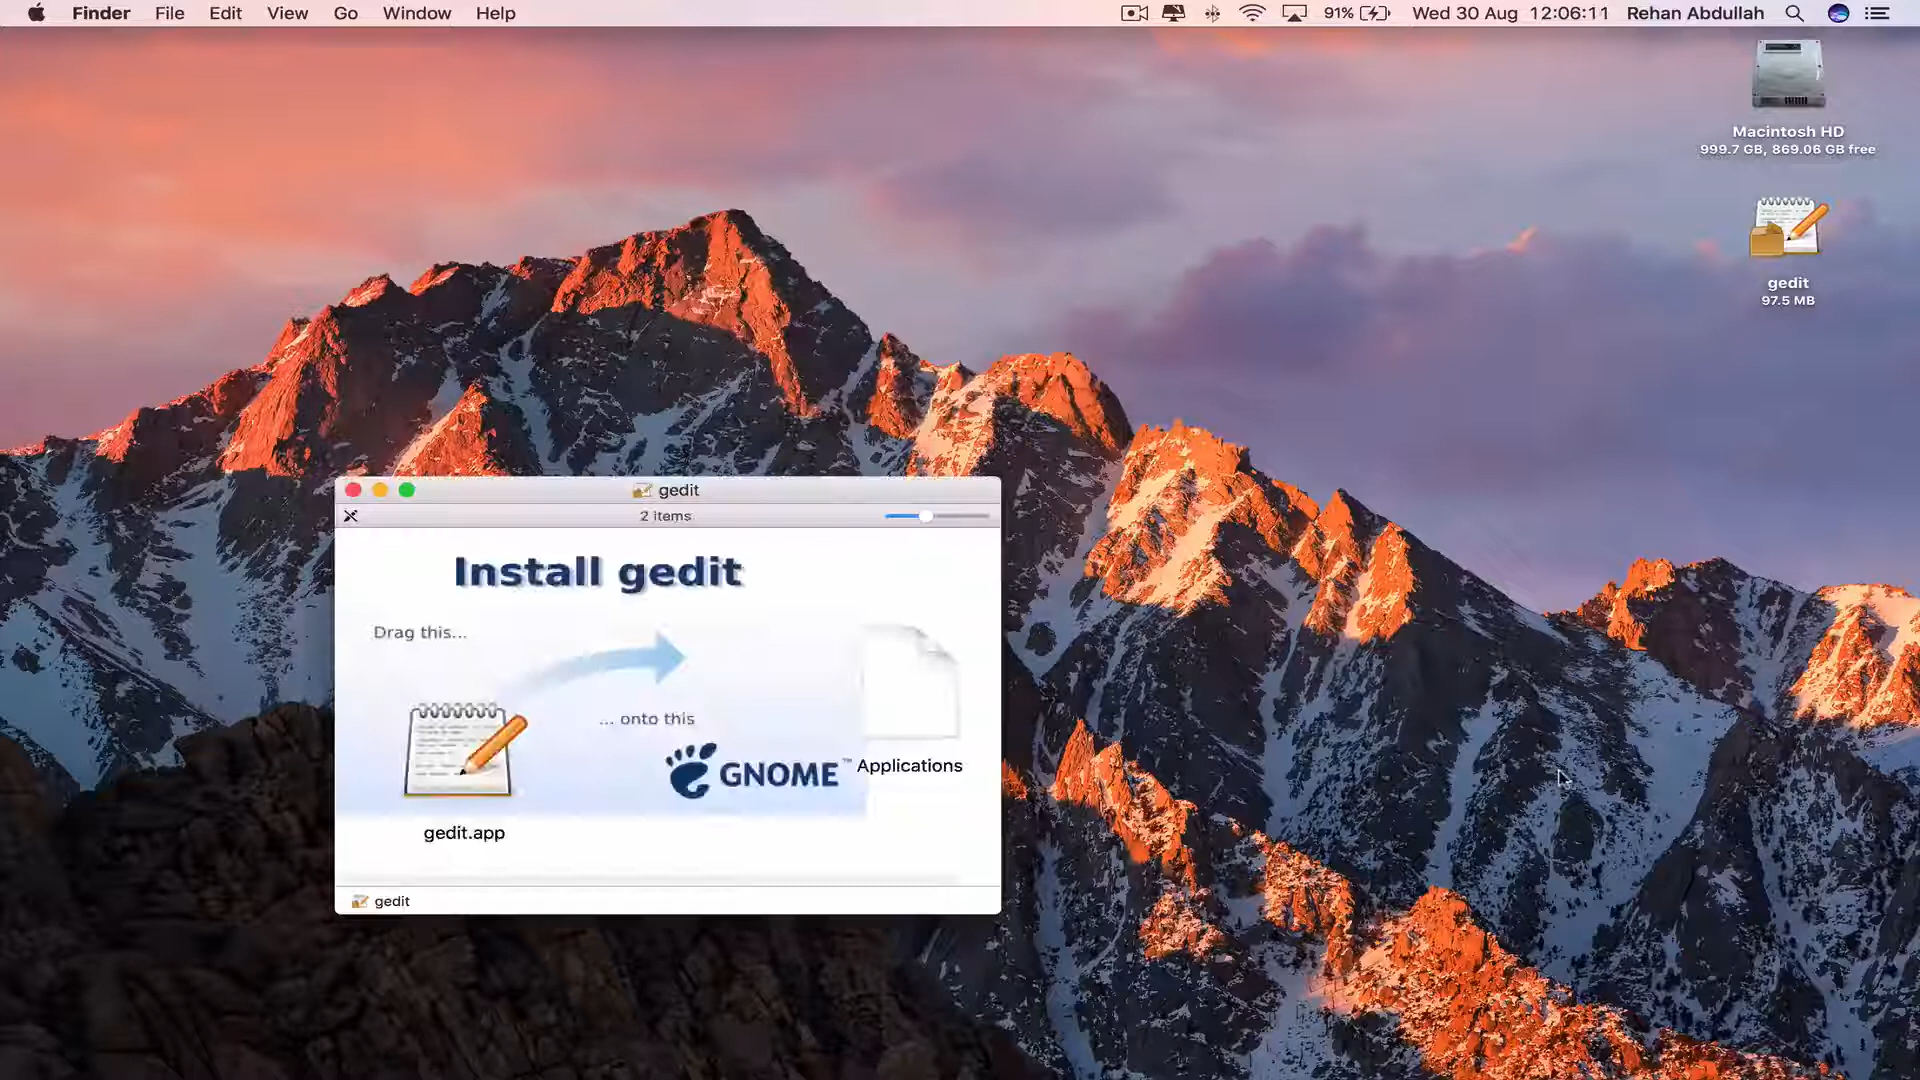 Finder File Edit View Go Window Help 91% Wed 30 Aug 12:06:11 Rehan Abdullah
Macintosh HD
999.7 GB, 869.06 GB free
gedit
97.5 MB
gedit
2 items
Install gedit
Drag this...
... onto this
GNOME™
Applications
gedit.app
gedit